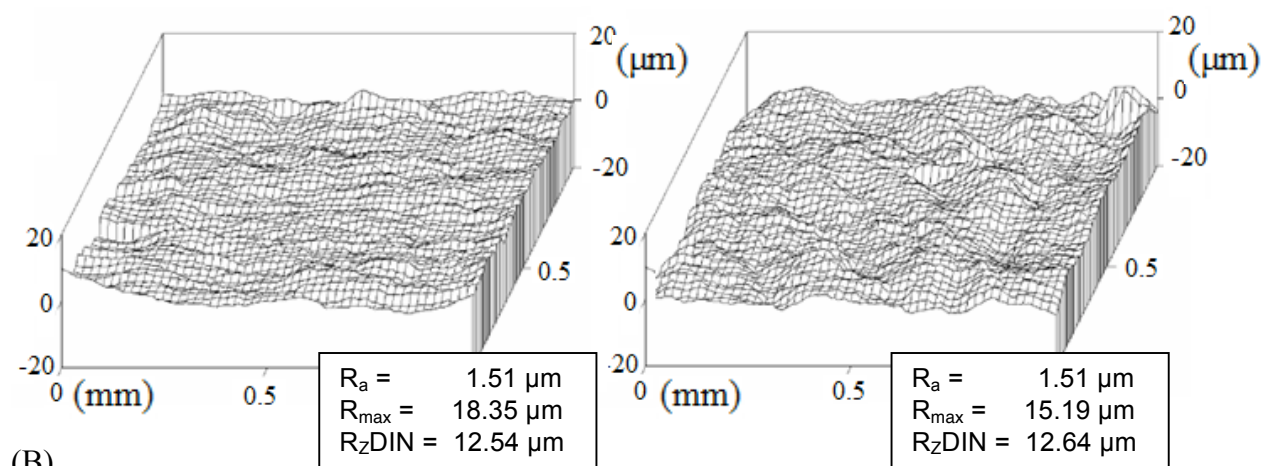 20
(μm)
0
-20
20
0
-20
0 (mm)
0.5
0.5
Ra = 1.51 µm
Rmax = 18.35 µm
RZDIN = 12.54 µm
20
(μm)
0
-20
20
0
-20
0 (mm)
0.5
0.5
Ra = 1.51 µm
Rmax = 15.19 µm
RZDIN = 12.64 µm
(B)